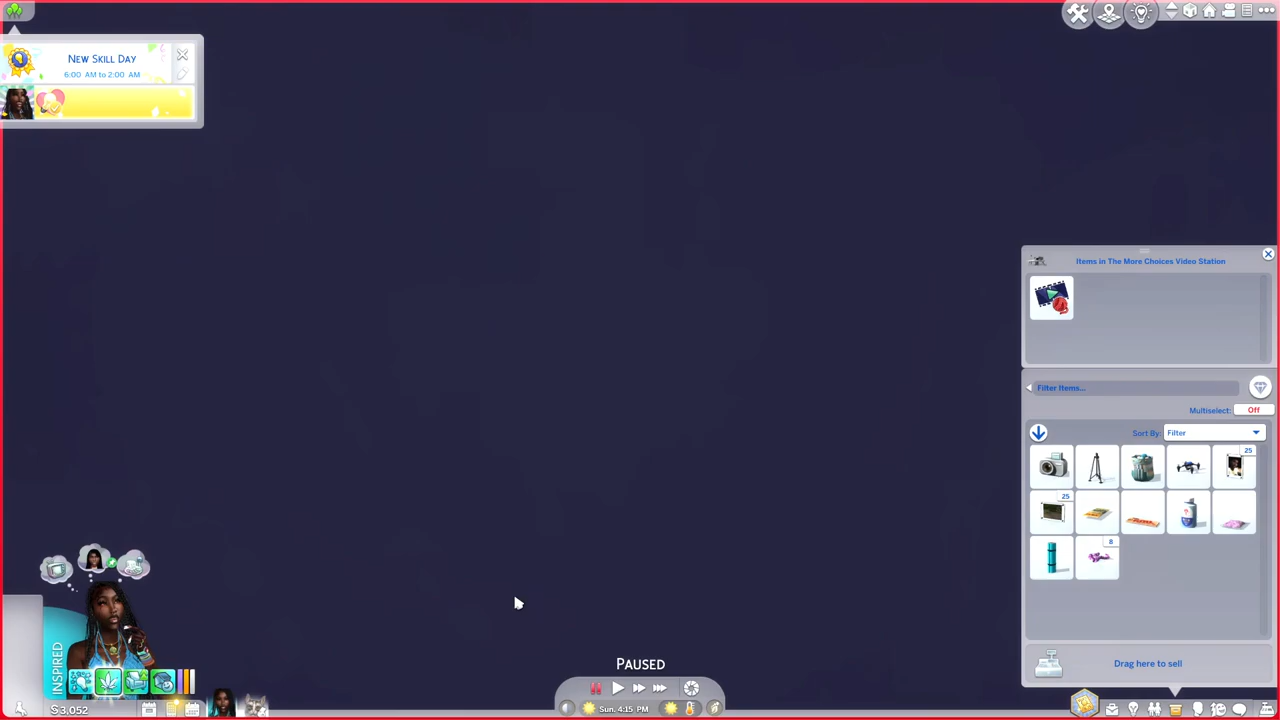 New Skill Day
6:00 AM to 2:00 AM
Items in The More Choices Video Station
Filter Items...
Multiselect: Off
Sort By: Filter
25
25
8
Drag here to sell
Paused
Inspired
§3,052
Sun. 4:15 PM